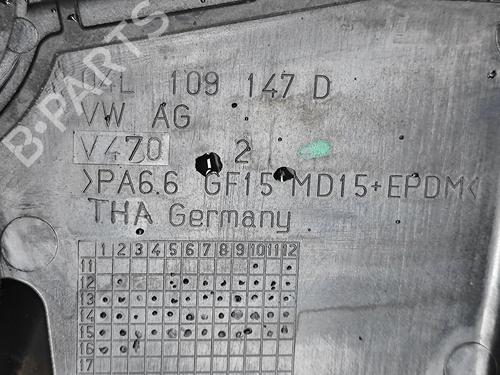 B-PARTS
04L 109 147 D
VW AG
V470 2
>PA6.6 GF15 MD15+EPDM<
THA Germany
1 2 3 4 5 6 7 8 9 10 11 12
11
12
13
14
15
16
17